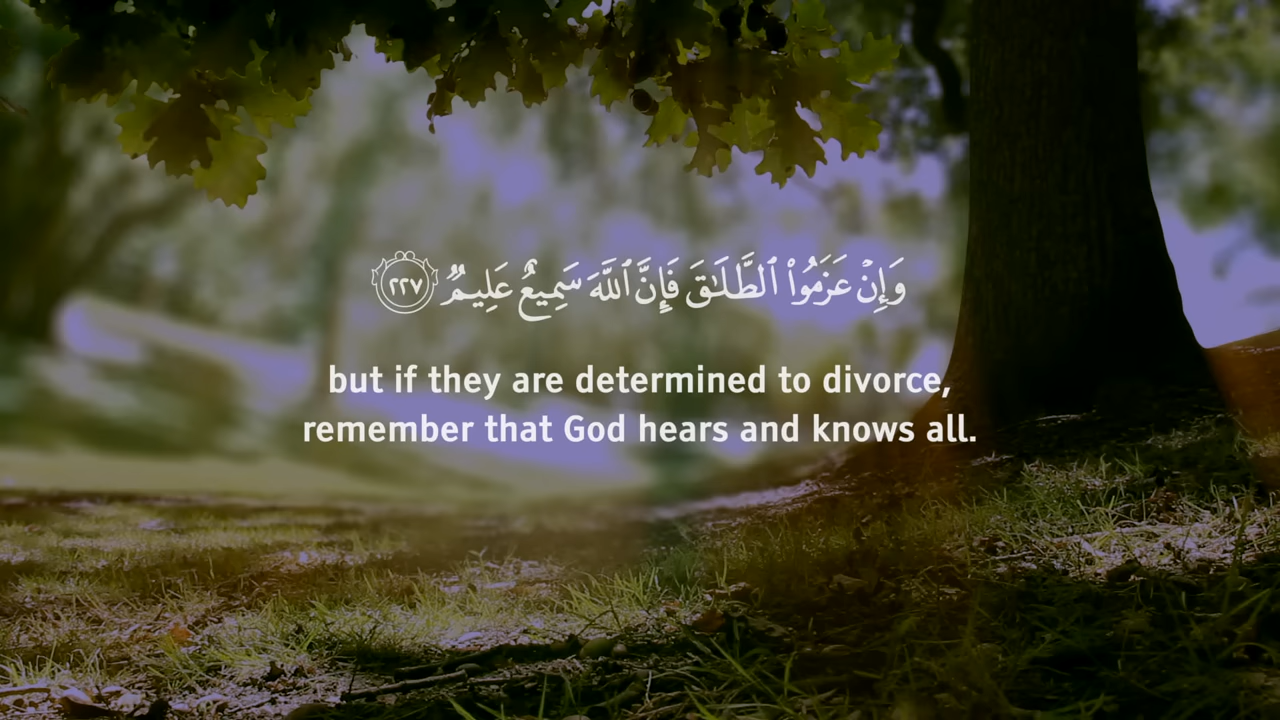 وَإِنْ عَزَمُوا۟ ٱلطَّلَـٰقَ فَإِنَّ ٱللَّهَ سَمِيعٌ عَلِيمٌ ٢٢٧
but if they are determined to divorce,
remember that God hears and knows all.